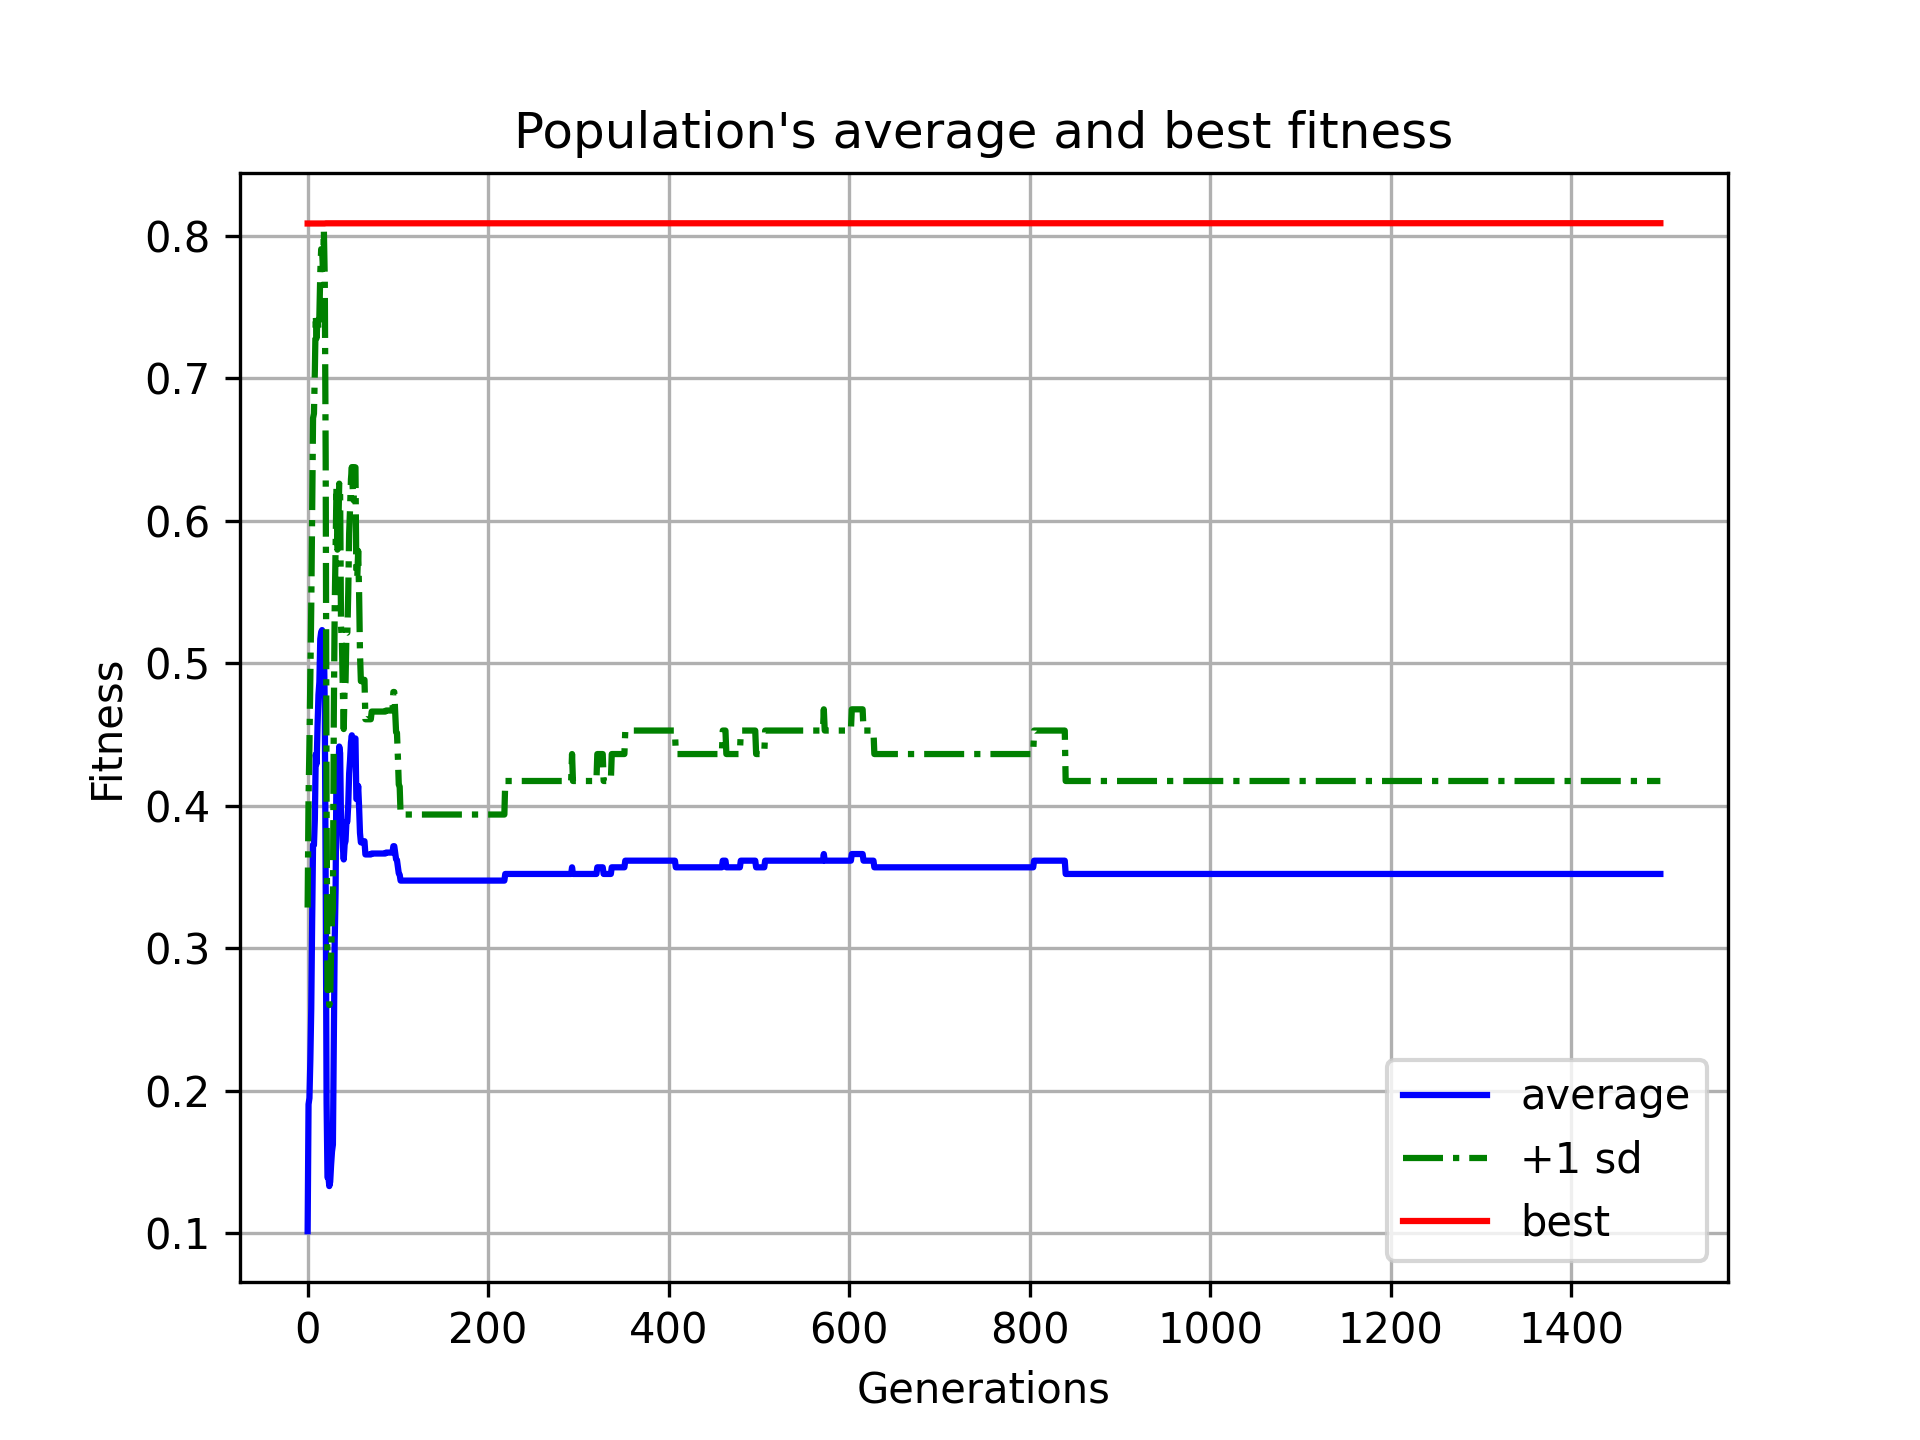 Population's average and best fitness
0.8
0.7
0.6
0.5
0.4
0.3
0.2
0.1
Fitness
average
+1 sd
best
0 200 400 600 800 1000 1200 1400
Generations